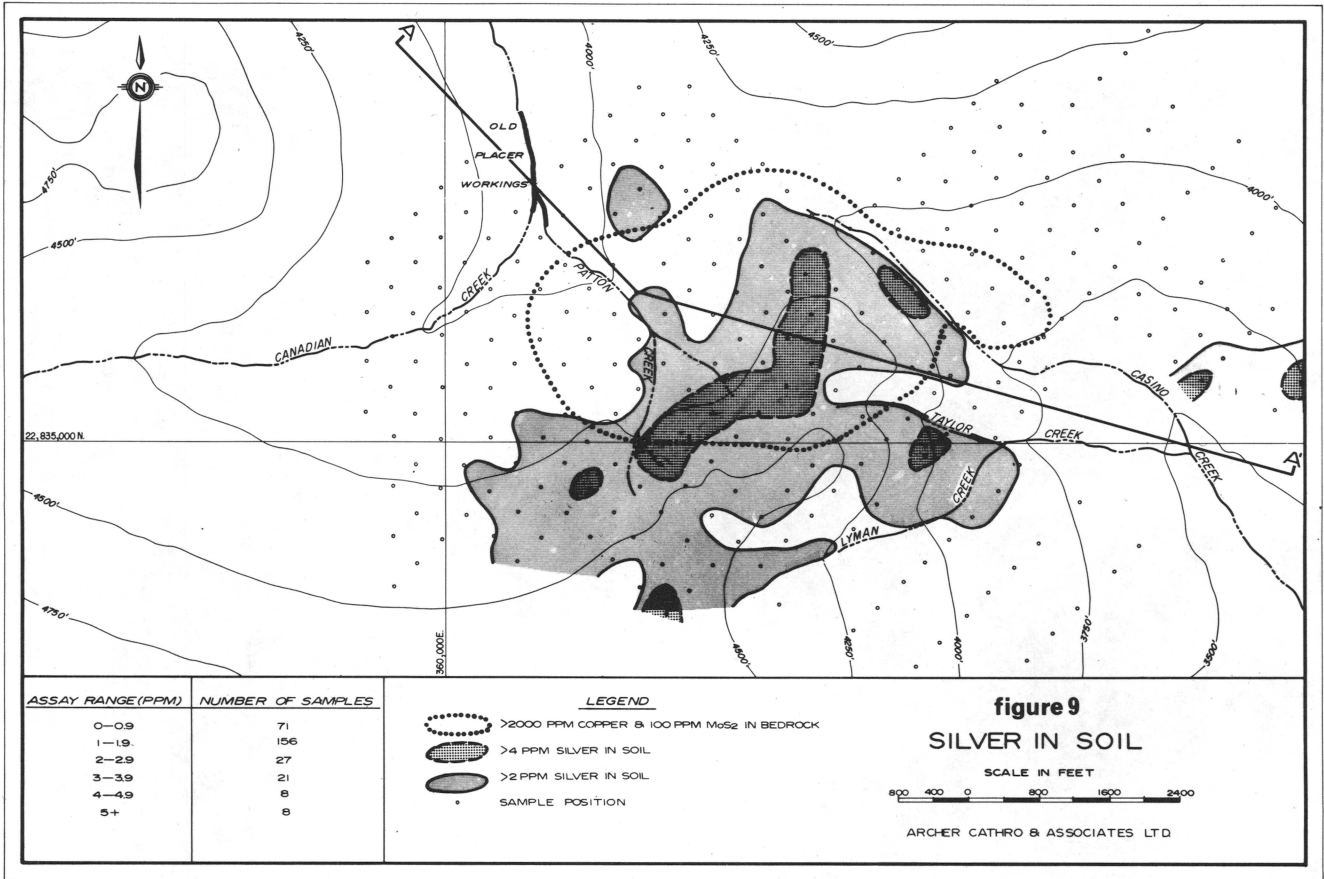 4500'
4250'
4000'
4250'
A
N
OLD
PLACER
WORKINGS
4750'
4000'
4500'
PATTON
CREEK
CANADIAN
CREEK
CASINO
TAYLOR
22,835,000 N.
CREEK
A'
CREEK
CREEK
4500'
LYMAN
4750'
360,000E.
4500'
4250'
4000'
3750'
3500'
ASSAY RANGE (PPM) NUMBER OF SAMPLES
0-0.9 71
1-1.9 156
2-2.9 27
3-3.9 21
4-4.9 8
5+ 8
LEGEND
>2000 PPM COPPER & 100 PPM MoS2 IN BEDROCK
>4 PPM SILVER IN SOIL
>2 PPM SILVER IN SOIL
SAMPLE POSITION
figure 9
SILVER IN SOIL
SCALE IN FEET
800 400 0 800 1600 2400
ARCHER CATHRO & ASSOCIATES LTD